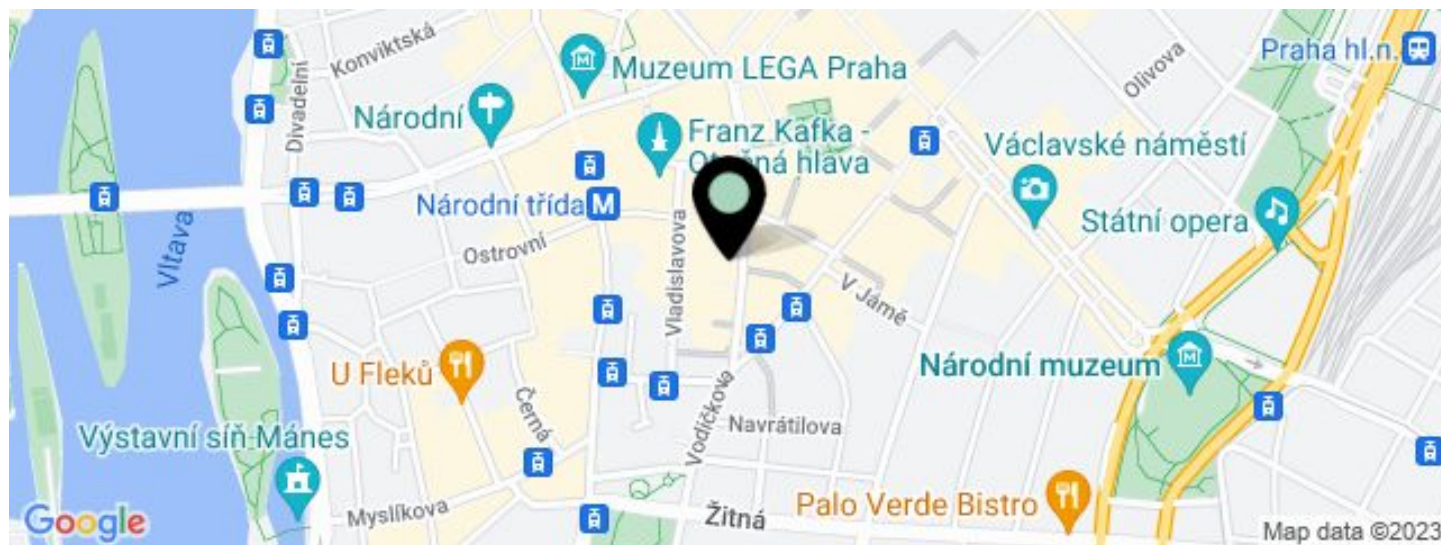 Konviktská
Divadelní
Národní
Muzeum LEGA Praha
Franz Kafka -
Otočná hlava
Olivova
Praha hl.n.
Václavské náměstí
Státní opera
Národní třída M
Ostrovní
Vltava
Vladislavova
V Jámě
U Fleků
Černá
Národní muzeum
Výstavní síň Mánes
Vodičkova
Navrátilova
Myslíkova
Žitná
Palo Verde Bistro
Google
Map data ©2023